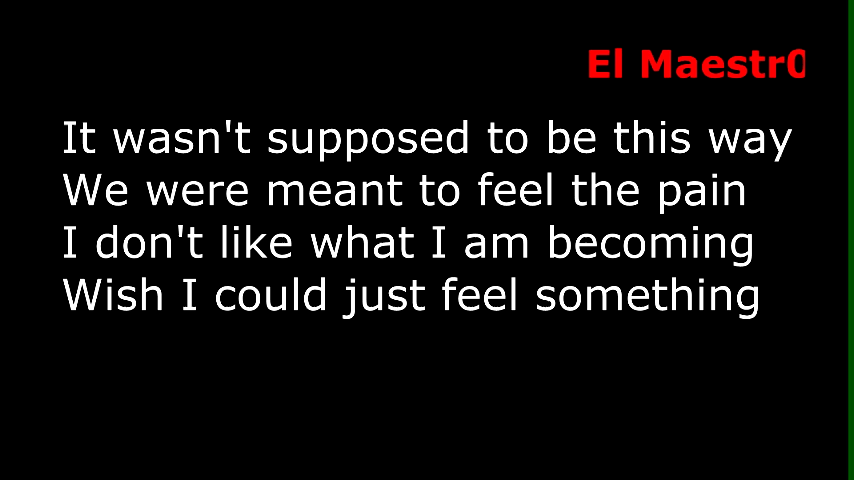 El Maestr0
It wasn't supposed to be this way
We were meant to feel the pain
I don't like what I am becoming
Wish I could just feel something